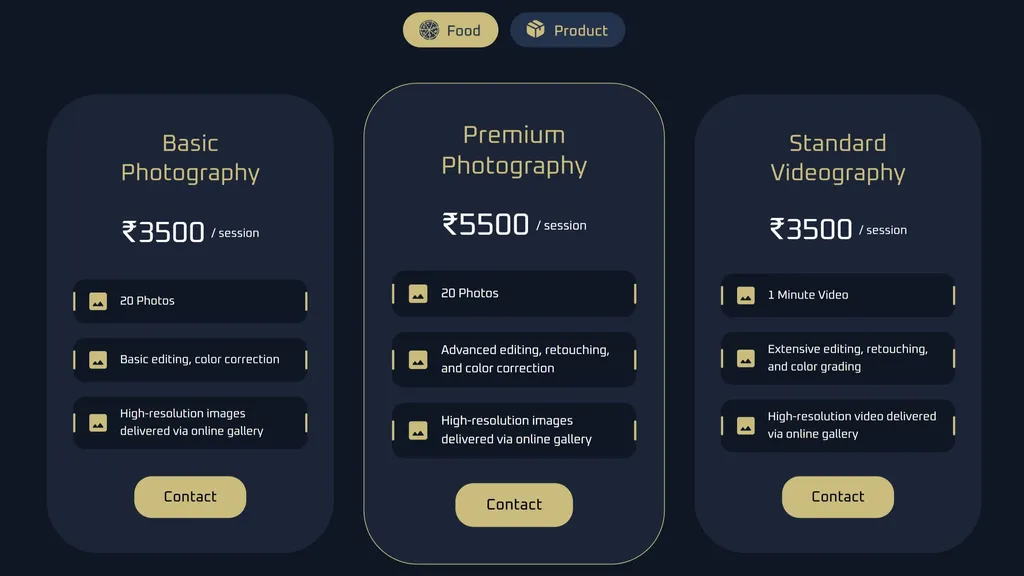 Food
Product
Basic
Photography
₹3500 / session
20 Photos
Basic editing, color correction
High-resolution images
delivered via online gallery
Contact
Premium
Photography
₹5500 / session
20 Photos
Advanced editing, retouching,
and color correction
High-resolution images
delivered via online gallery
Contact
Standard
Videography
₹3500 / session
1 Minute Video
Extensive editing, retouching,
and color grading
High-resolution video delivered
via online gallery
Contact